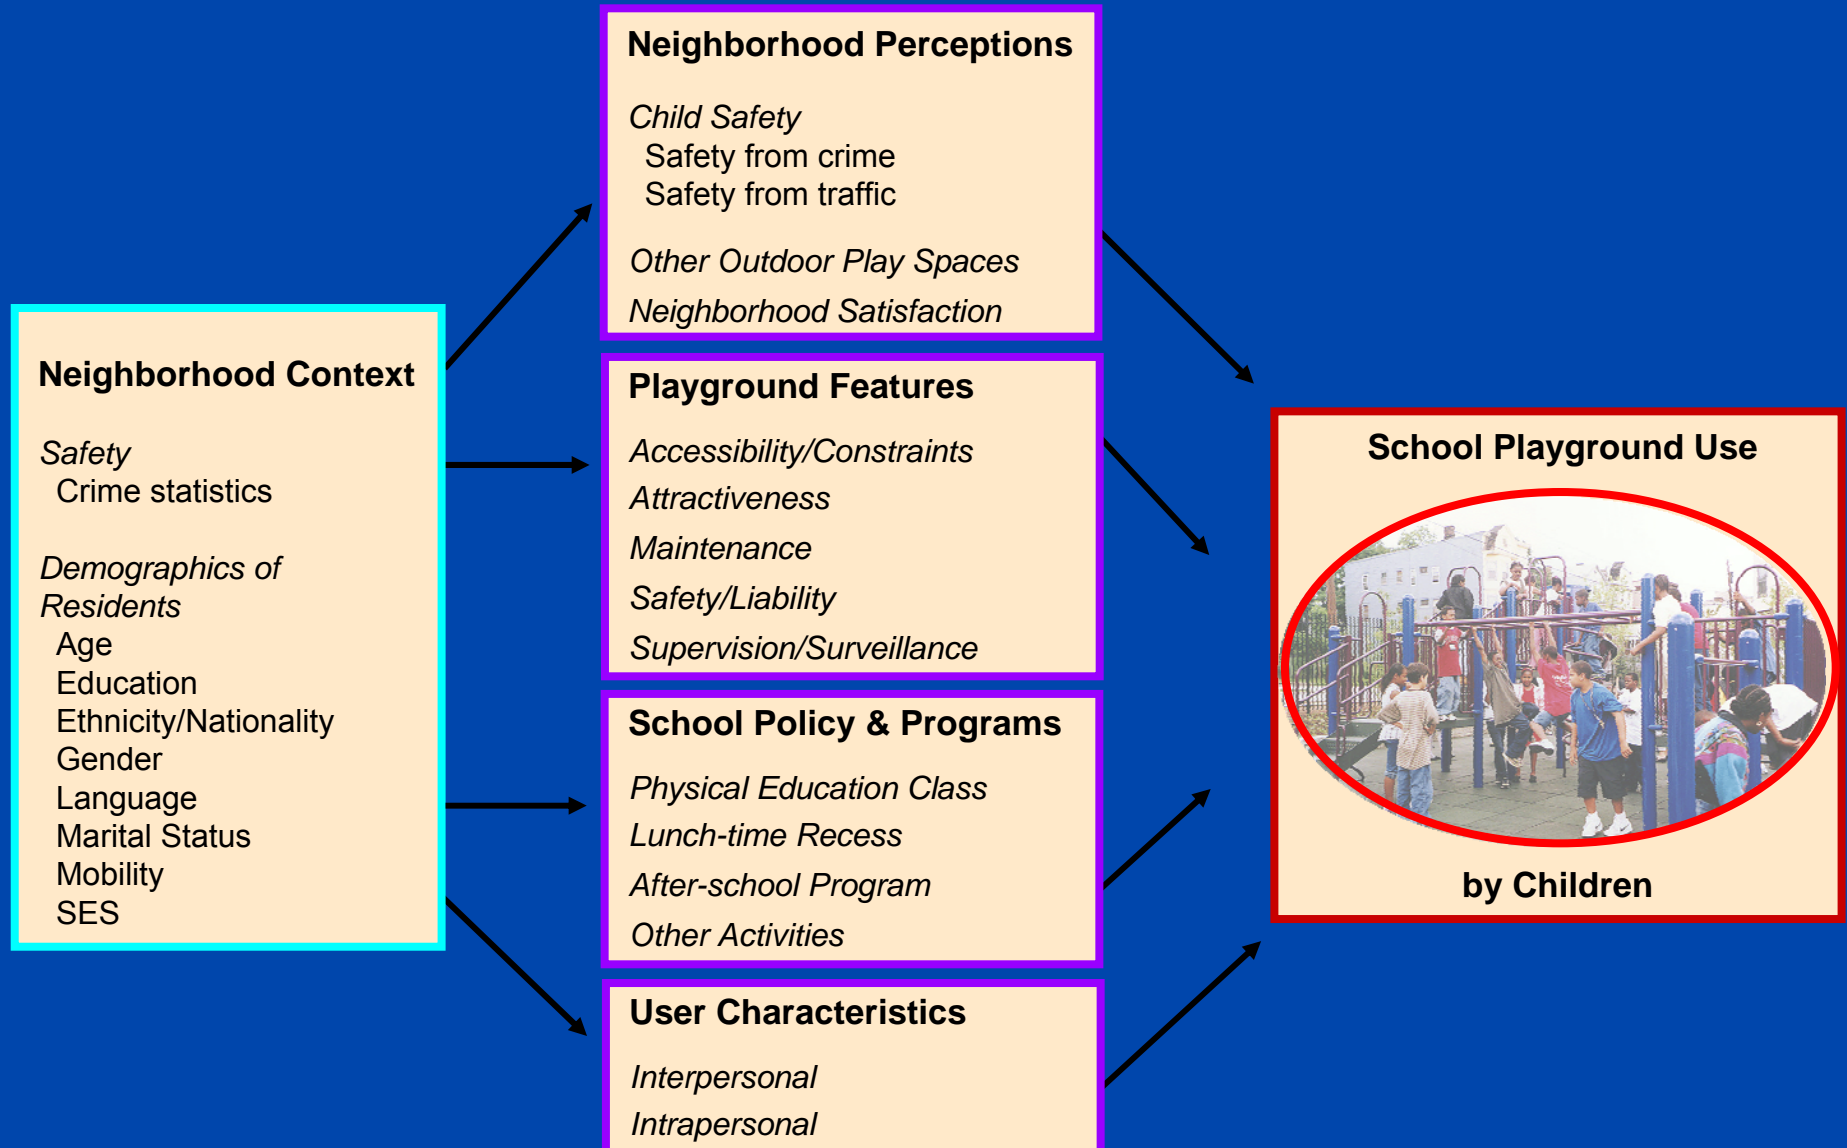 Neighborhood Context
Safety
Crime statistics
Demographics of
Residents
Age
Education
Ethnicity/Nationality
Gender
Language
Marital Status
Mobility
SES
Neighborhood Perceptions
Child Safety
Safety from crime
Safety from traffic
Other Outdoor Play Spaces
Neighborhood Satisfaction
Playground Features
Accessibility/Constraints
Attractiveness
Maintenance
Safety/Liability
Supervision/Surveillance
School Policy & Programs
Physical Education Class
Lunch-time Recess
After-school Program
Other Activities
User Characteristics
Interpersonal
Intrapersonal
School Playground Use
by Children